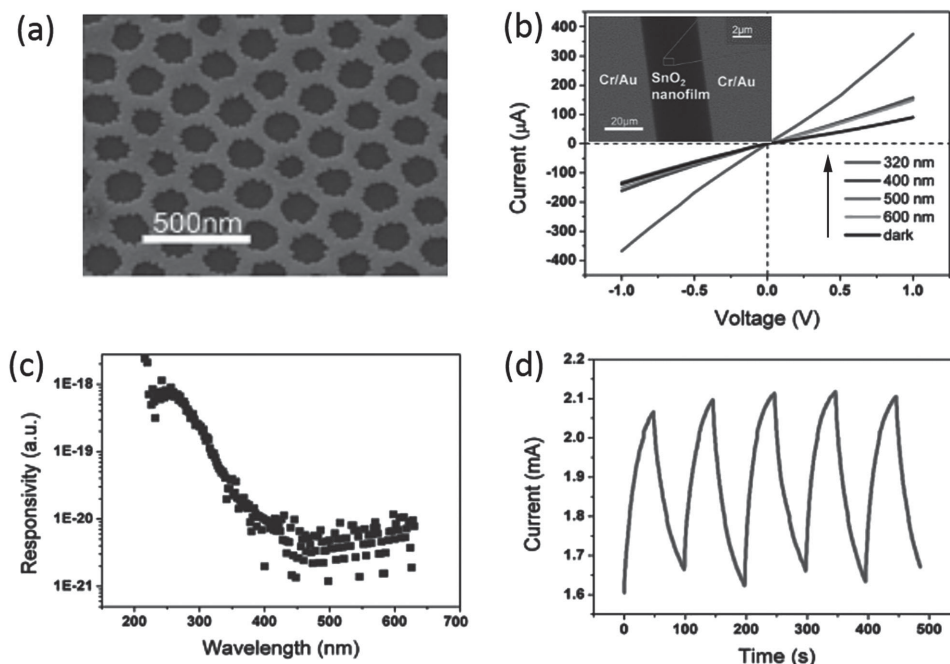 (a)
500nm
(b)
Current (µA)
400
300
200
100
0
-100
-200
-300
-400
2µm
Cr/Au
SnO2
nanofilm
Cr/Au
20µm
320 nm
400 nm
500 nm
600 nm
dark
-1.0
-0.5
0.0
0.5
1.0
Voltage (V)
(c)
Responsivity (a.u.)
1E-18
1E-19
1E-20
1E-21
200
300
400
500
600
700
Wavelength (nm)
(d)
Current (mA)
2.2
2.1
2.0
1.9
1.8
1.7
1.6
0
100
200
300
400
500
Time (s)